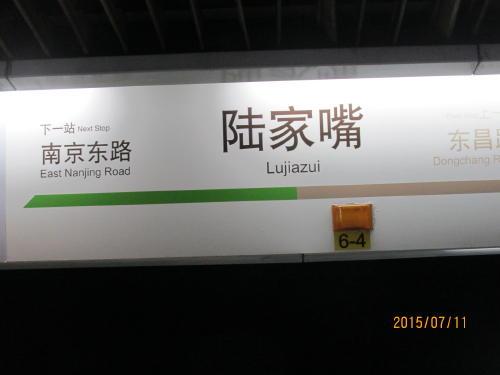 下一站 Next Stop
南京东路
East Nanjing Road
陆家嘴
Lujiazui
东昌
Dongchang
6-4
2015/07/11